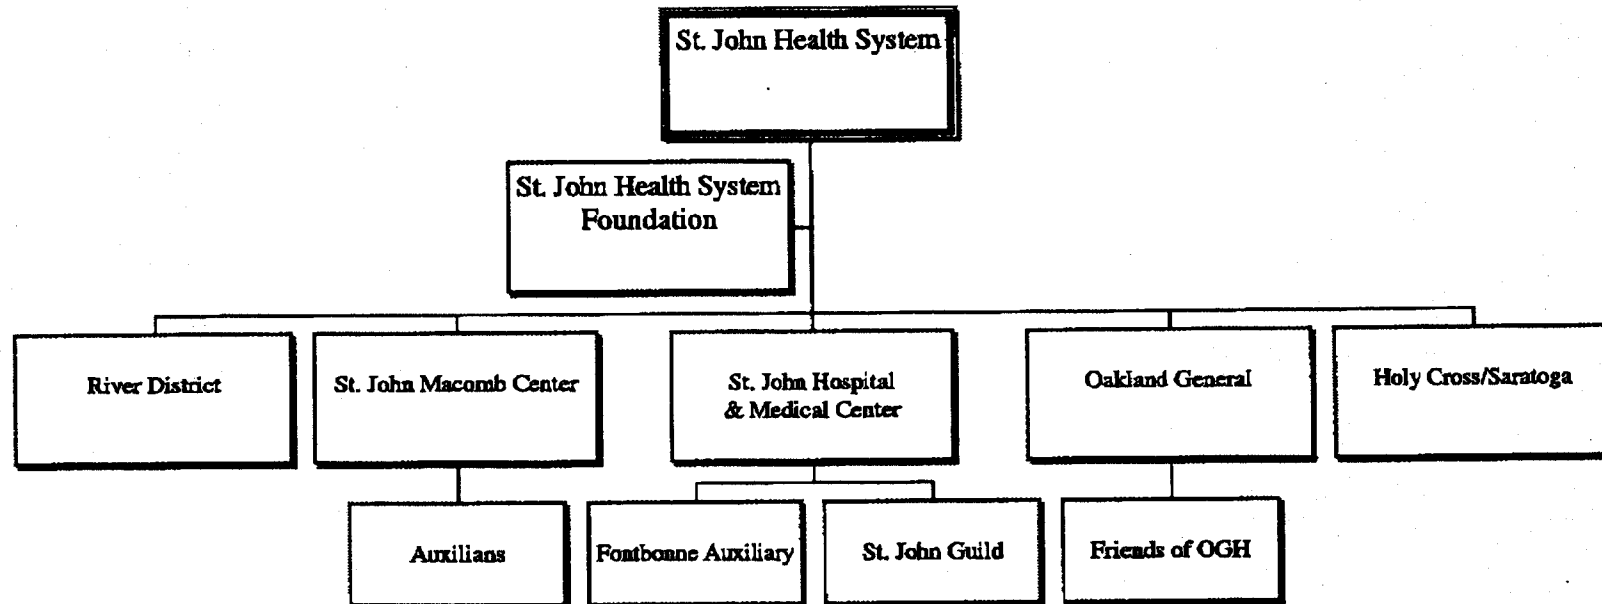 St. John Health System
St. John Health System
Foundation
River District
St. John Macomb Center
St. John Hospital
& Medical Center
Oakland General
Holy Cross/Saratoga
Auxilians
Fontbonne Auxiliary
St. John Guild
Friends of OGH